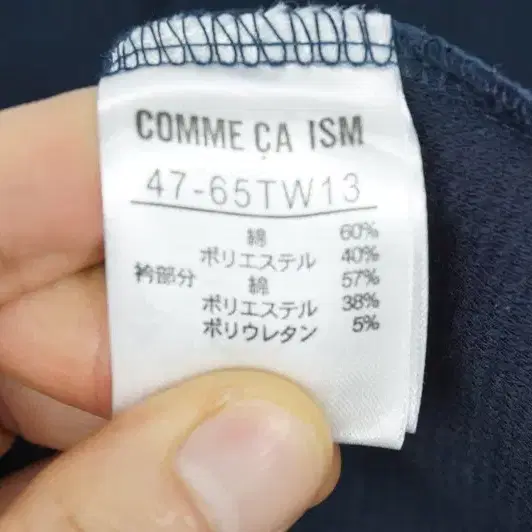 COMME ÇA ISM
47-65TW13
綿 60%
ポリエステル 40%
衿部分 綿 57%
ポリエステル 38%
ポリウレタン 5%